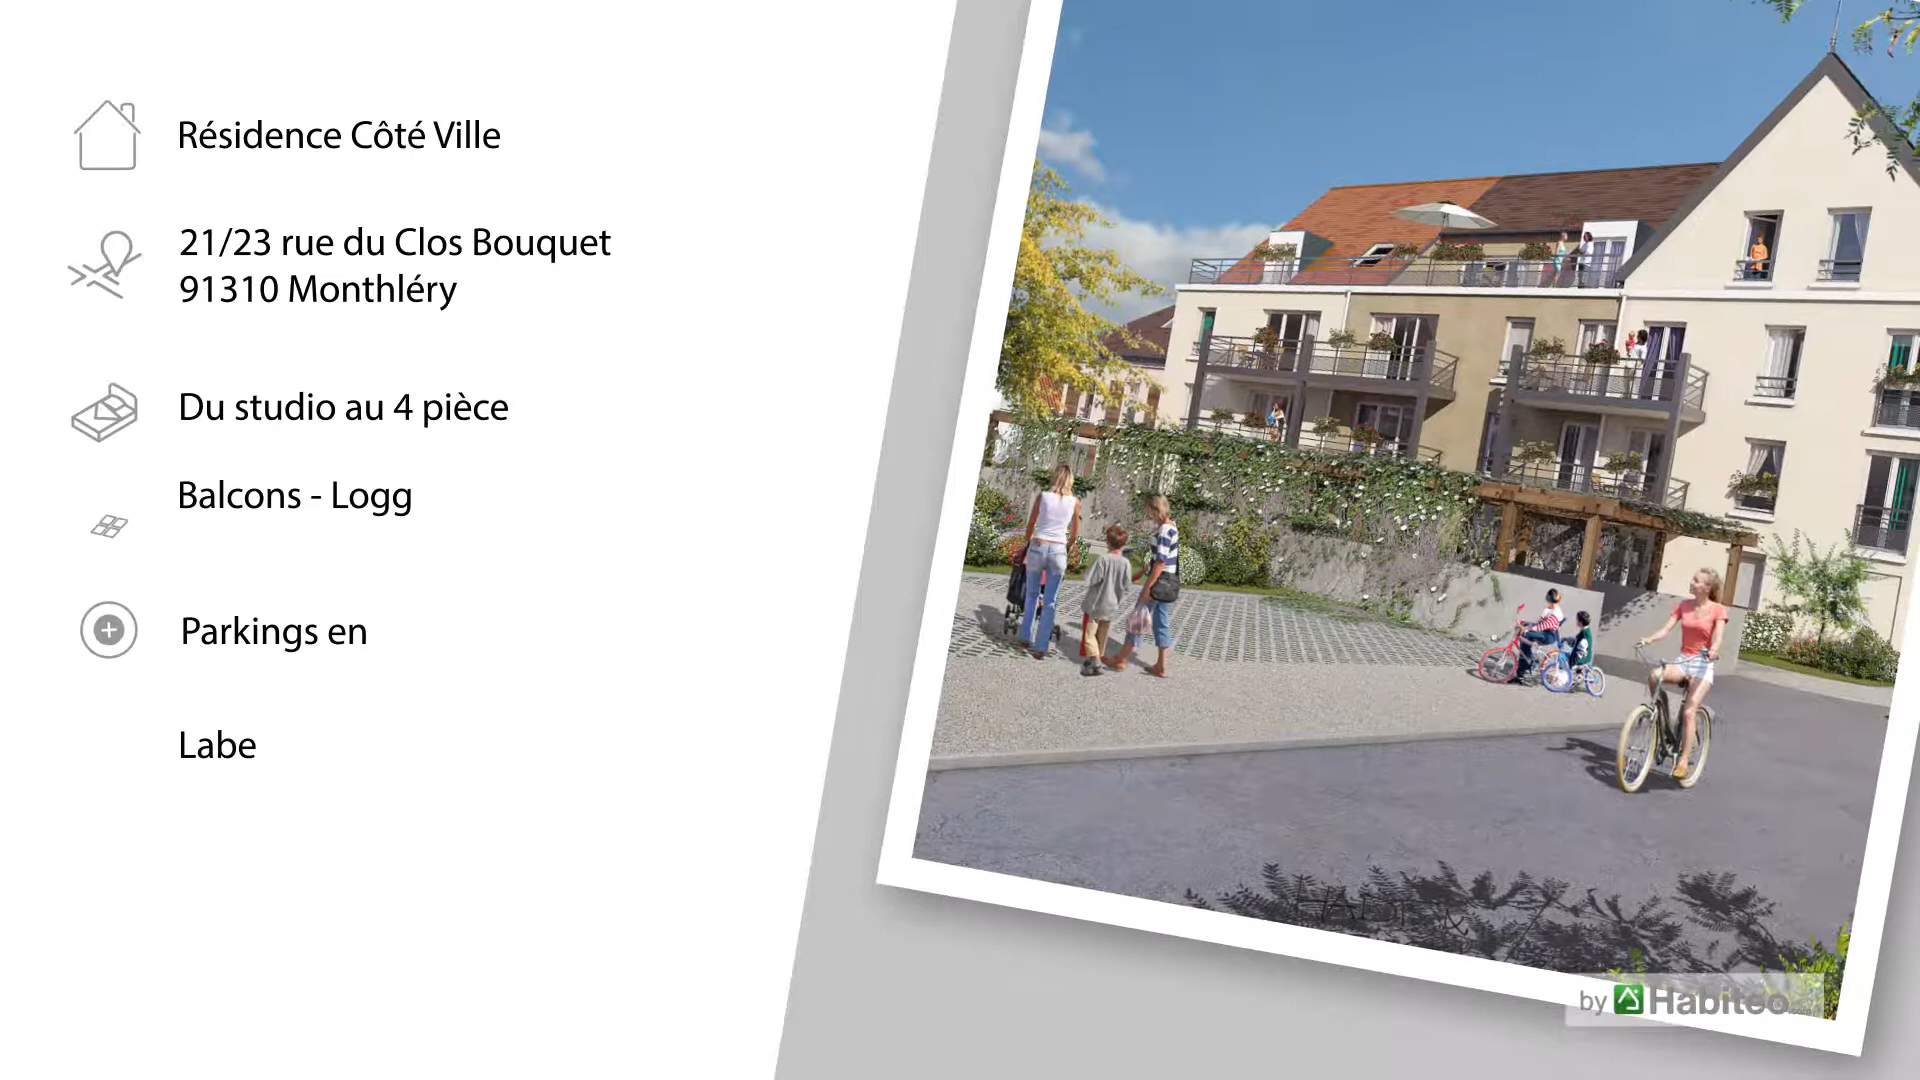 Résidence Côté Ville
21/23 rue du Clos Bouquet
91310 Monthléry
Du studio au 4 pièce
Balcons - Logg
Parkings en
Labe
by Habiteo